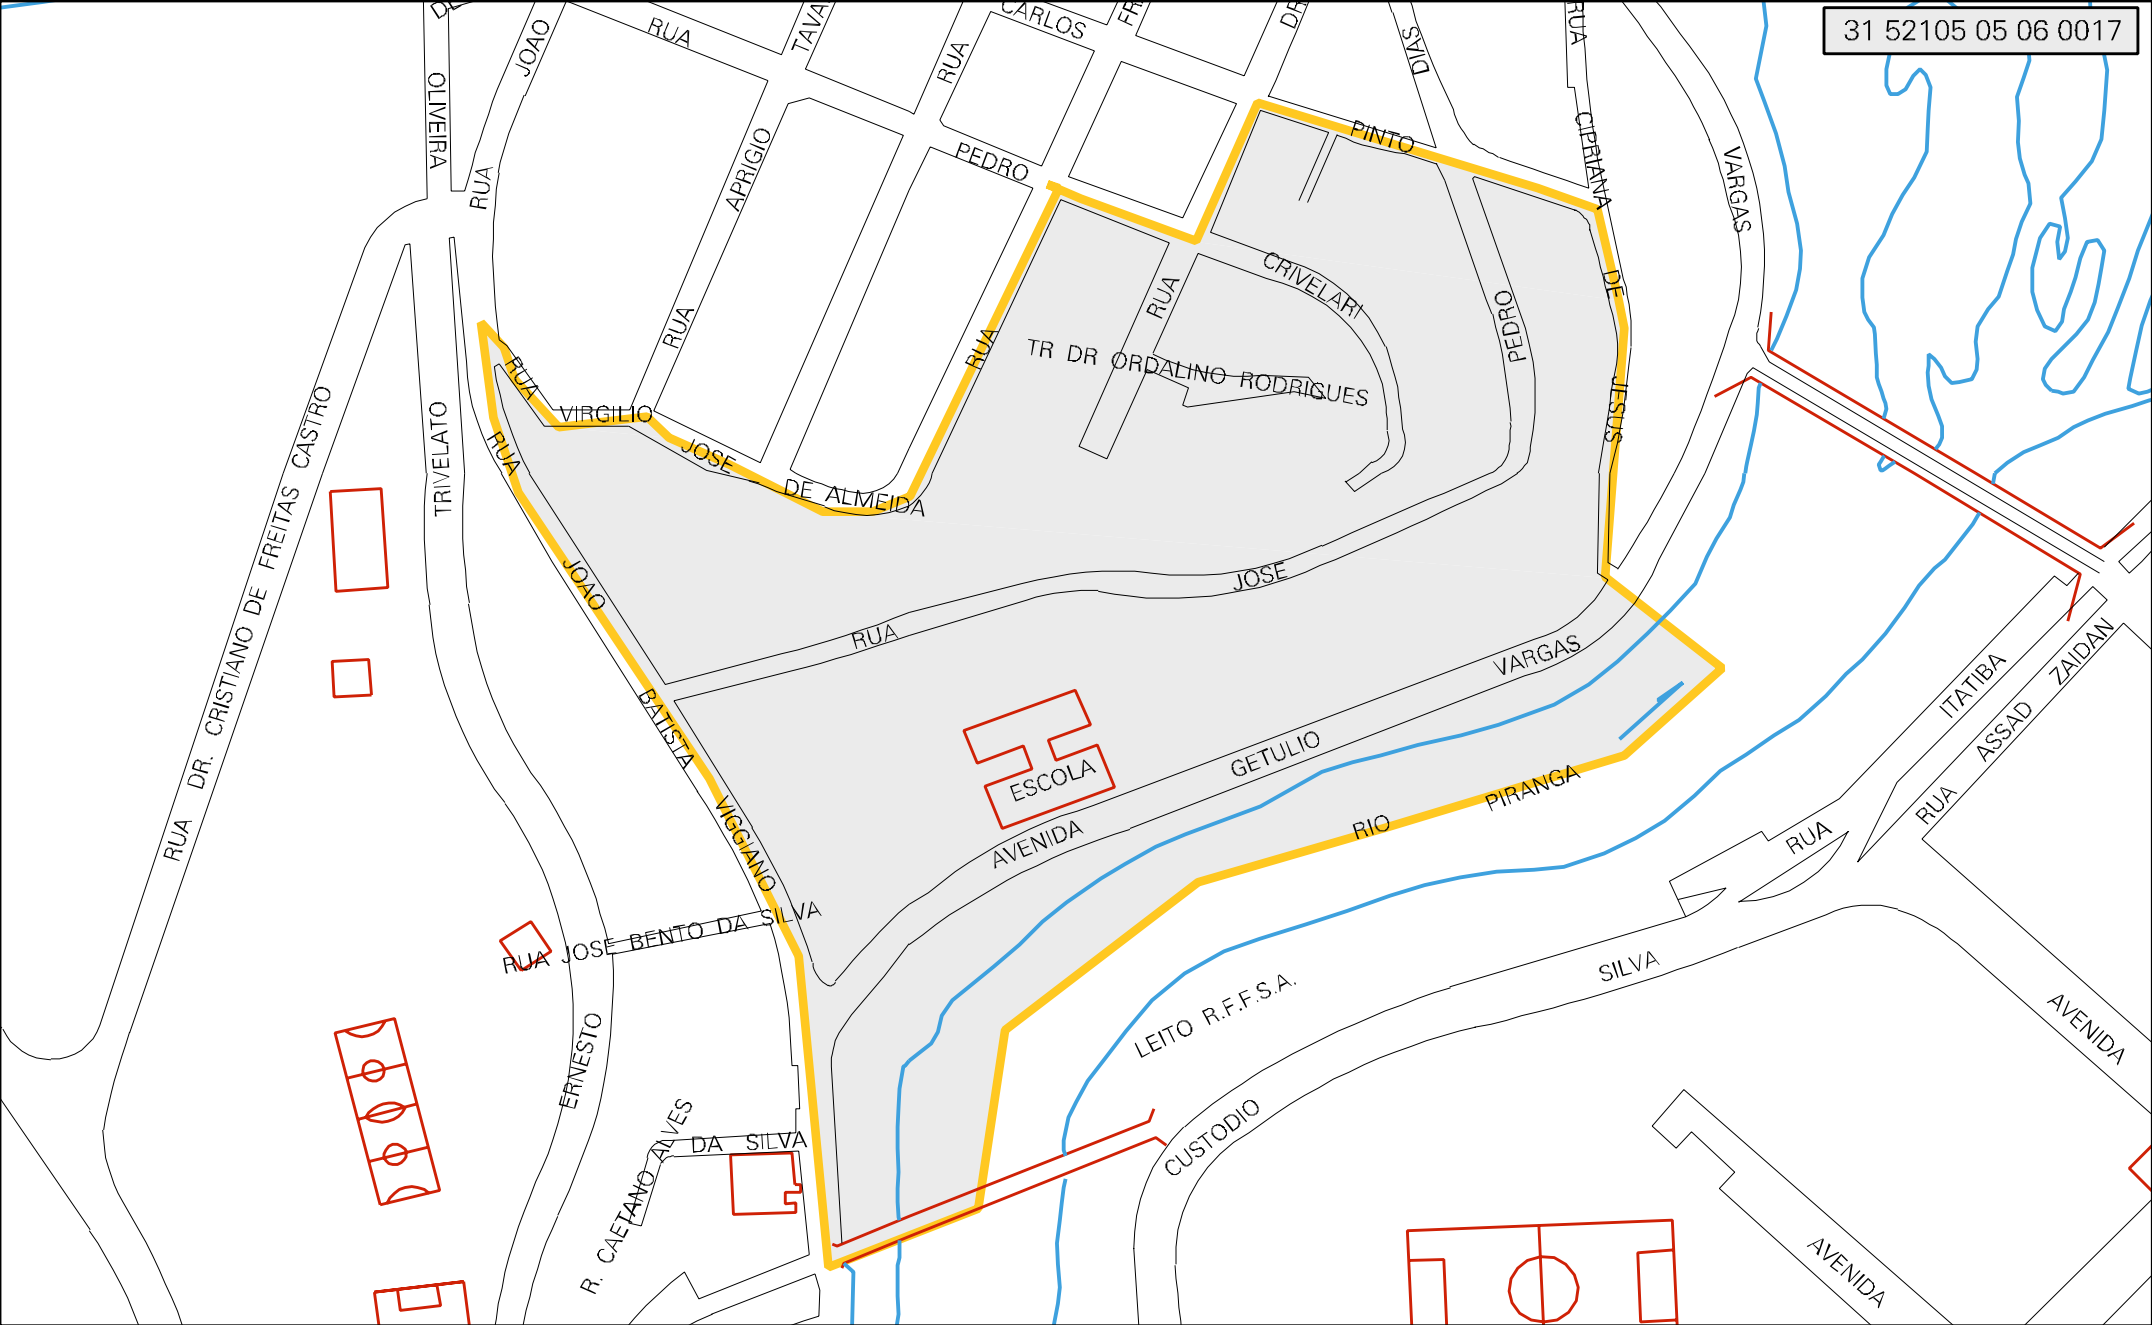 31 52105 05 06 0017
OLIVEIRA
JOAO
RUA
RUA
TAVA
RUA
CARLOS
FR
DR
DIAS
RUA
CIPRIANA
DE
JESUS
VARGAS
APRIGIO
RUA
PEDRO
RUA
PINTO
CRIVELARI
RUA
TR DR ORDALINO RODRIGUES
PEDRO
JOSE
RUA
RUA
VIRGILIO
JOSE
DE ALMEIDA
RUA
JOAO
BATISTA
VIGGIANO
TRIVELATO
ERNESTO
RUA DR. CRISTIANO DE FREITAS CASTRO
ESCOLA
AVENIDA
GETULIO
VARGAS
RIO
PIRANGA
RUA JOSE BENTO DA SILVA
R. CAETANO ALVES
DA SILVA
LEITO R.F.F.S.A.
CUSTODIO
SILVA
RUA
ITATIBA
RUA
ASSAD
ZAIDAN
AVENIDA
AVENIDA